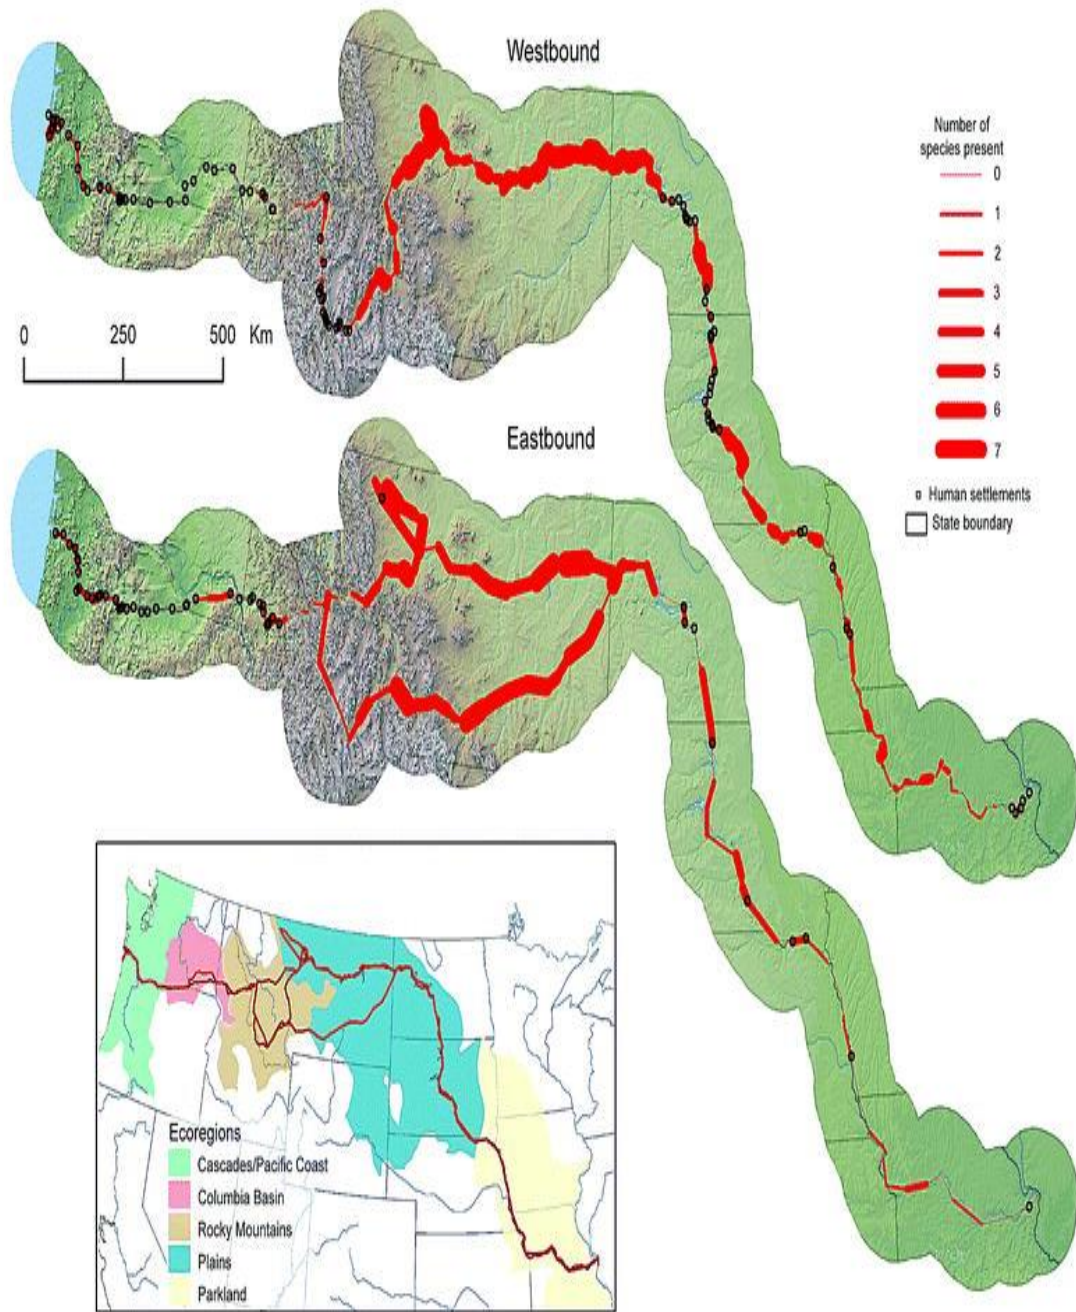 Westbound
Number of
species present
0
1
2
3
4
5
6
7
Human settlements
State boundary
0 250 500 Km
Eastbound
Ecoregions
Cascades/Pacific Coast
Columbia Basin
Rocky Mountains
Plains
Parkland